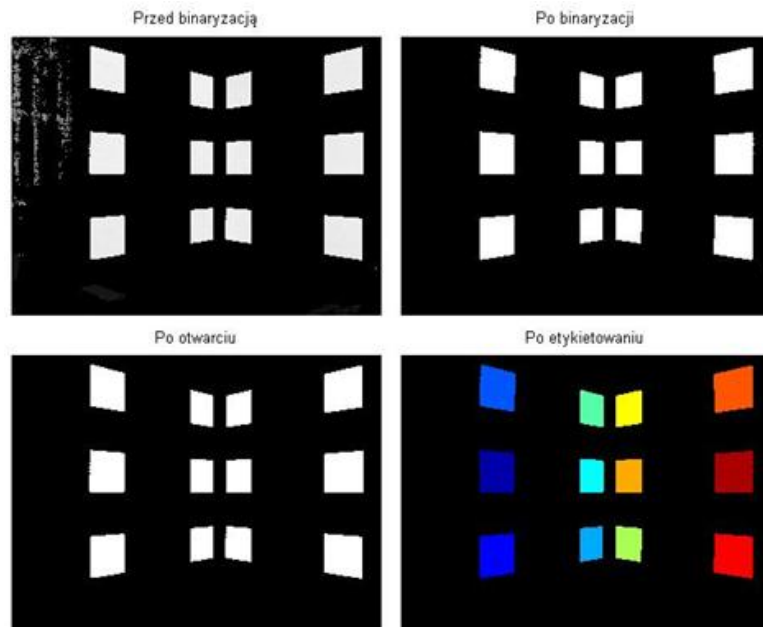 Przed binaryzacją
Po binaryzacji
Po otwarciu
Po etykietowaniu